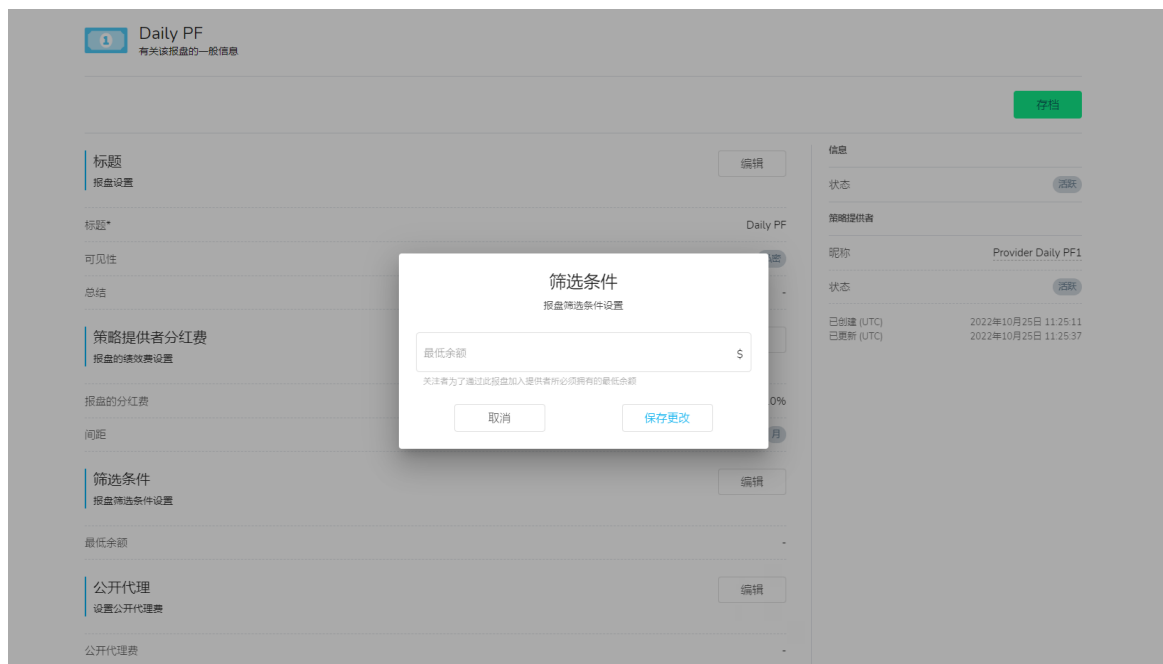 1
Daily PF
有关该报盘的一般信息
存档
标题
报盘设置
编辑
标题*
Daily PF
可见性
密
总结
-
策略提供者分红费
报盘的绩效费设置
报盘的分红费
0%
间距
月
筛选条件
报盘筛选条件设置
编辑
最低余额
-
公开代理
设置公开代理费
编辑
公开代理费
-
信息
状态
活跃
策略提供者
昵称
Provider Daily PF1
状态
活跃
已创建 (UTC)
2022年10月25日 11:25:11
已更新 (UTC)
2022年10月25日 11:25:37
筛选条件
报盘筛选条件设置
最低余额
$
关注者为了通过此报盘加入提供者所必须拥有的最低余额
取消
保存更改